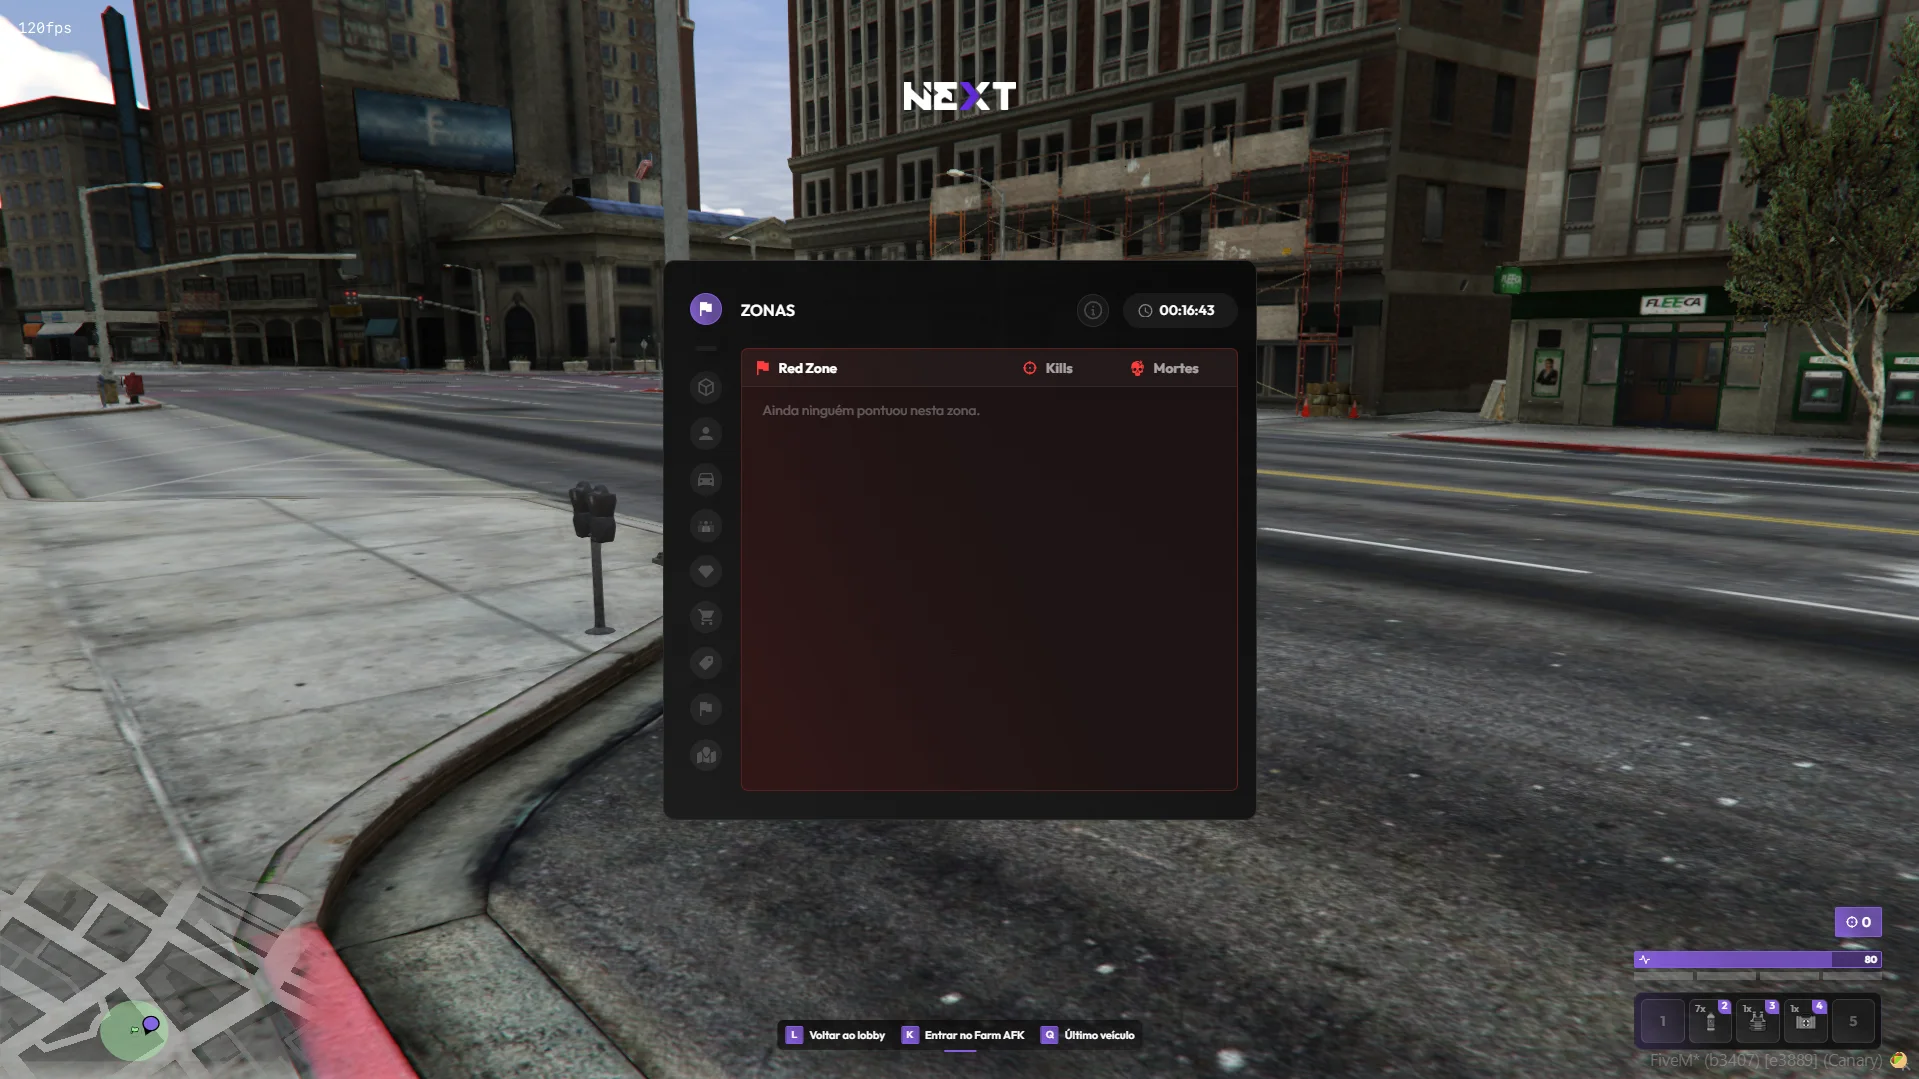 120fps
NEXT
FLEECA
ZONAS
00:16:43
Red Zone
Kills
Mortes
Ainda ninguém pontuou nesta zona.
0
80
1
7x
2
1x
3
1x
4
5
L Voltar ao lobby
K Entrar no Farm AFK
Q Último veículo
FiveM* (b3407) [e3889] (Canary)